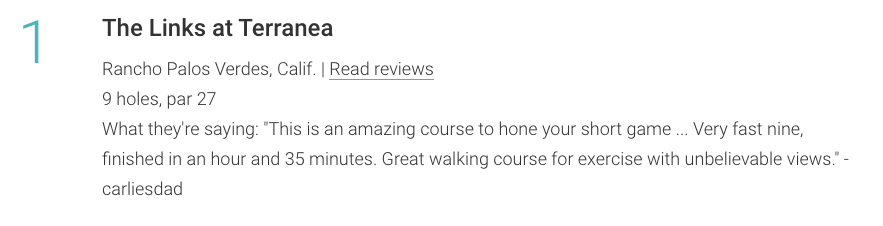 1
The Links at Terranea
Rancho Palos Verdes, Calif. | Read reviews
9 holes, par 27
What they're saying: "This is an amazing course to hone your short game ... Very fast nine,
finished in an hour and 35 minutes. Great walking course for exercise with unbelievable views." -
carliesdad